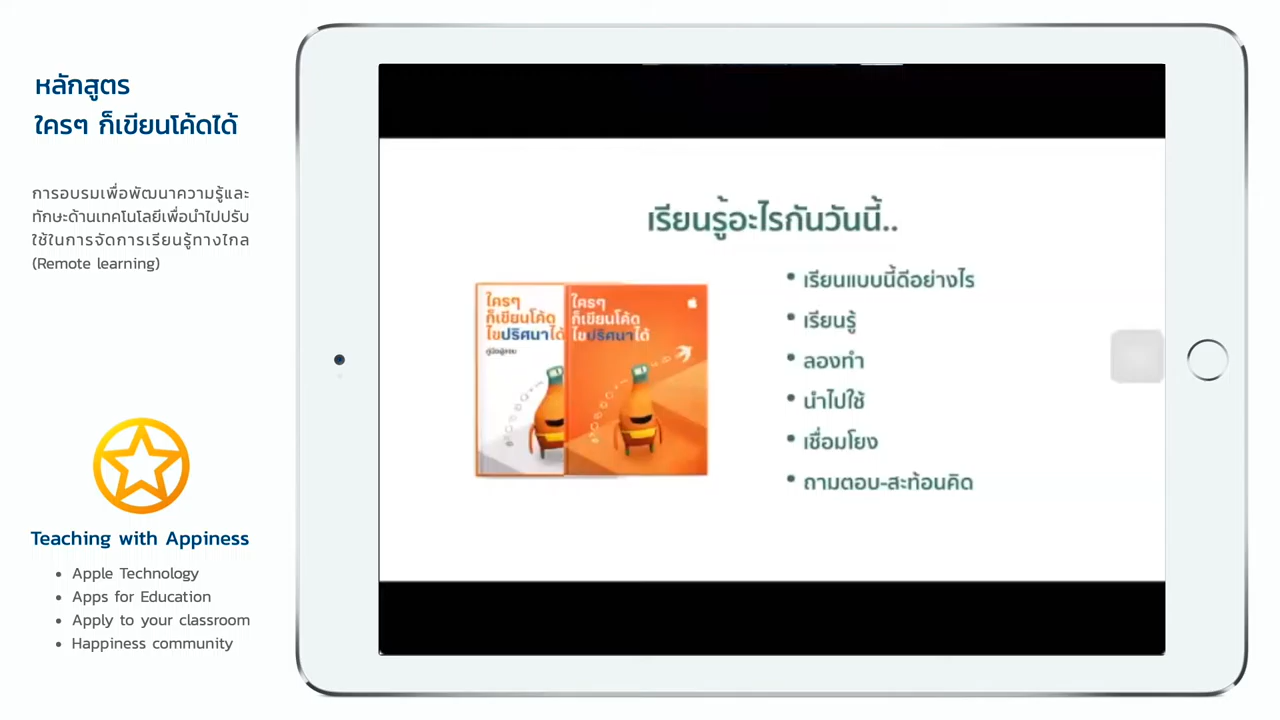 หลักสูตร
ใครๆ ก็เขียนโค้ดได้
การอบรมเพื่อพัฒนาความรู้และ
ทักษะด้านเทคโนโลยีเพื่อนำไปปรับ
ใช้ในการจัดการเรียนรู้ทางไกล
(Remote learning)
Teaching with Appiness
• Apple Technology
• Apps for Education
• Apply to your classroom
• Happiness community
เรียนรู้อะไรกันวันนี้..
ใครๆ
ก็เขียนโค้ด
ไขปริศนาได้
คู่มือผู้สอน
ใครๆ
ก็เขียนโค้ด
ไขปริศนาได้
• เรียนแบบนี้ดีอย่างไร
• เรียนรู้
• ลองทำ
• นำไปใช้
• เชื่อมโยง
• ถามตอบ-สะท้อนคิด